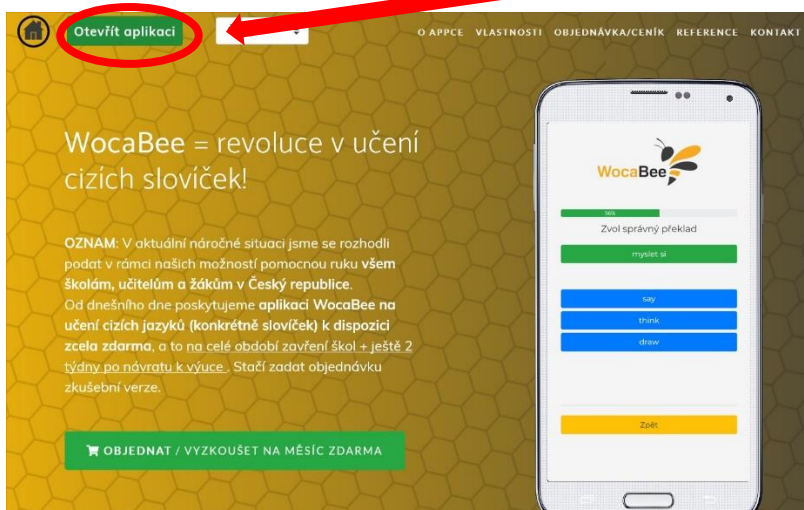 Otevřít aplikaci
O APPCE VLASTNOSTI OBJEDNÁVKA/CENÍK REFERENCE KONTAKT
WocaBee = revoluce v učení
cizích slovíček!
OZNAM: V aktuální náročné situaci jsme se rozhodli
podat v rámci našich možností pomocnou ruku všem
školám, učitelům a žákům v Český republice.
Od dnešního dne poskytujeme aplikaci WocaBee na
učení cizích jazyků (konkrétně slovíček) k dispozici
zcela zdarma, a to na celé období zavření škol + ještě 2
týdny po návratu k výuce . Stačí zadat objednávku
zkušební verze.
OBJEDNAT / VYZKOUŠET NA MĚSÍC ZDARMA
WocaBee
56%
Zvol správný překlad
myslet si
say
think
draw
Zpět